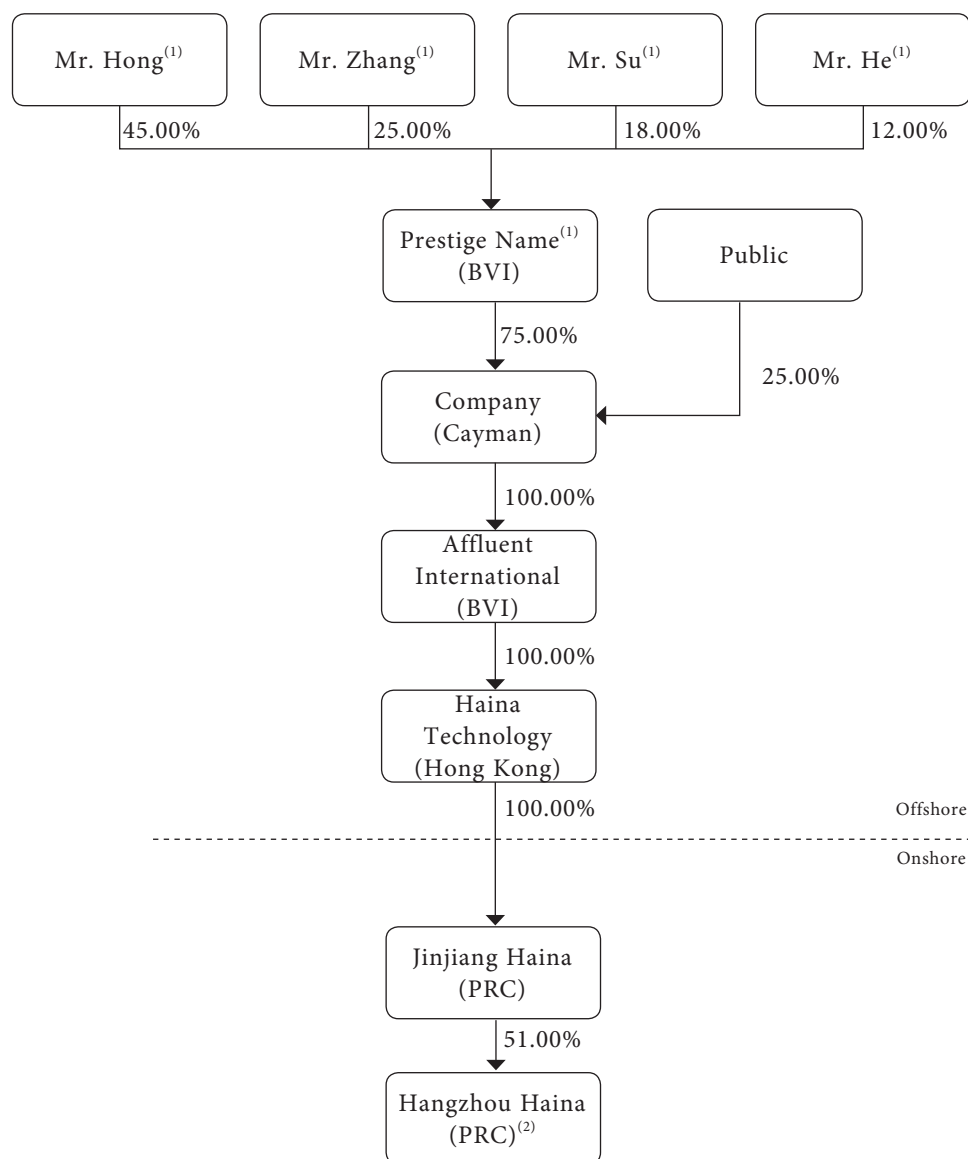 Mr. Hong(1)
Mr. Zhang(1)
Mr. Su(1)
Mr. He(1)
45.00%
25.00%
18.00%
12.00%
Prestige Name(1)
(BVI)
Public
75.00%
25.00%
Company
(Cayman)
100.00%
Affluent
International
(BVI)
100.00%
Haina
Technology
(Hong Kong)
100.00%
Offshore
Onshore
Jinjiang Haina
(PRC)
51.00%
Hangzhou Haina
(PRC)(2)